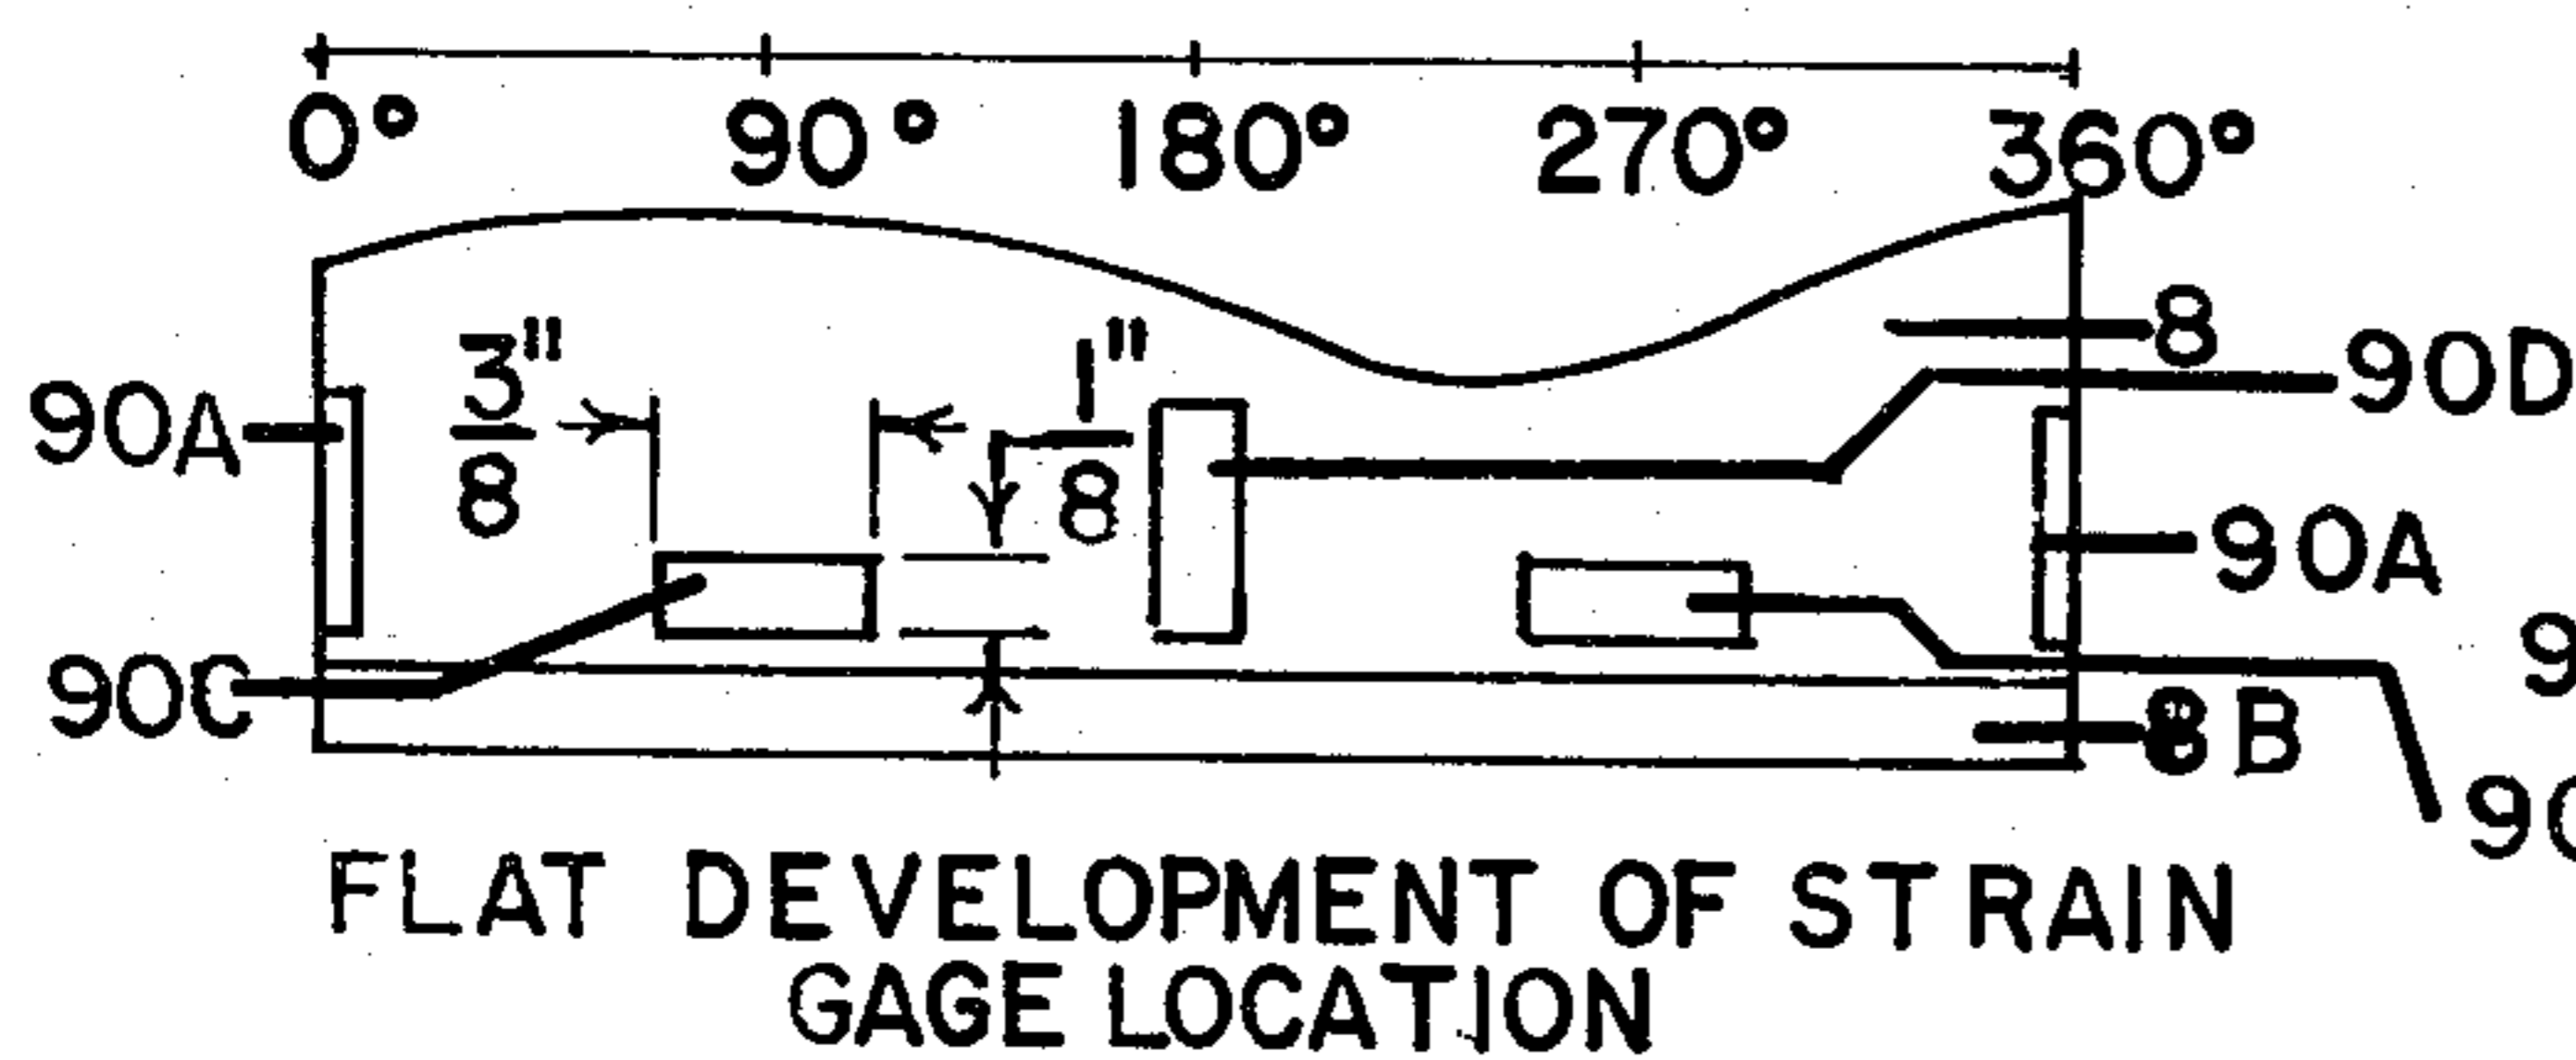 0° 90° 180° 270° 360°
8
90D
3"
8
1"
8
90A
90A
90C
8B
FLAT DEVELOPMENT OF STRAIN
GAGE LOCATION